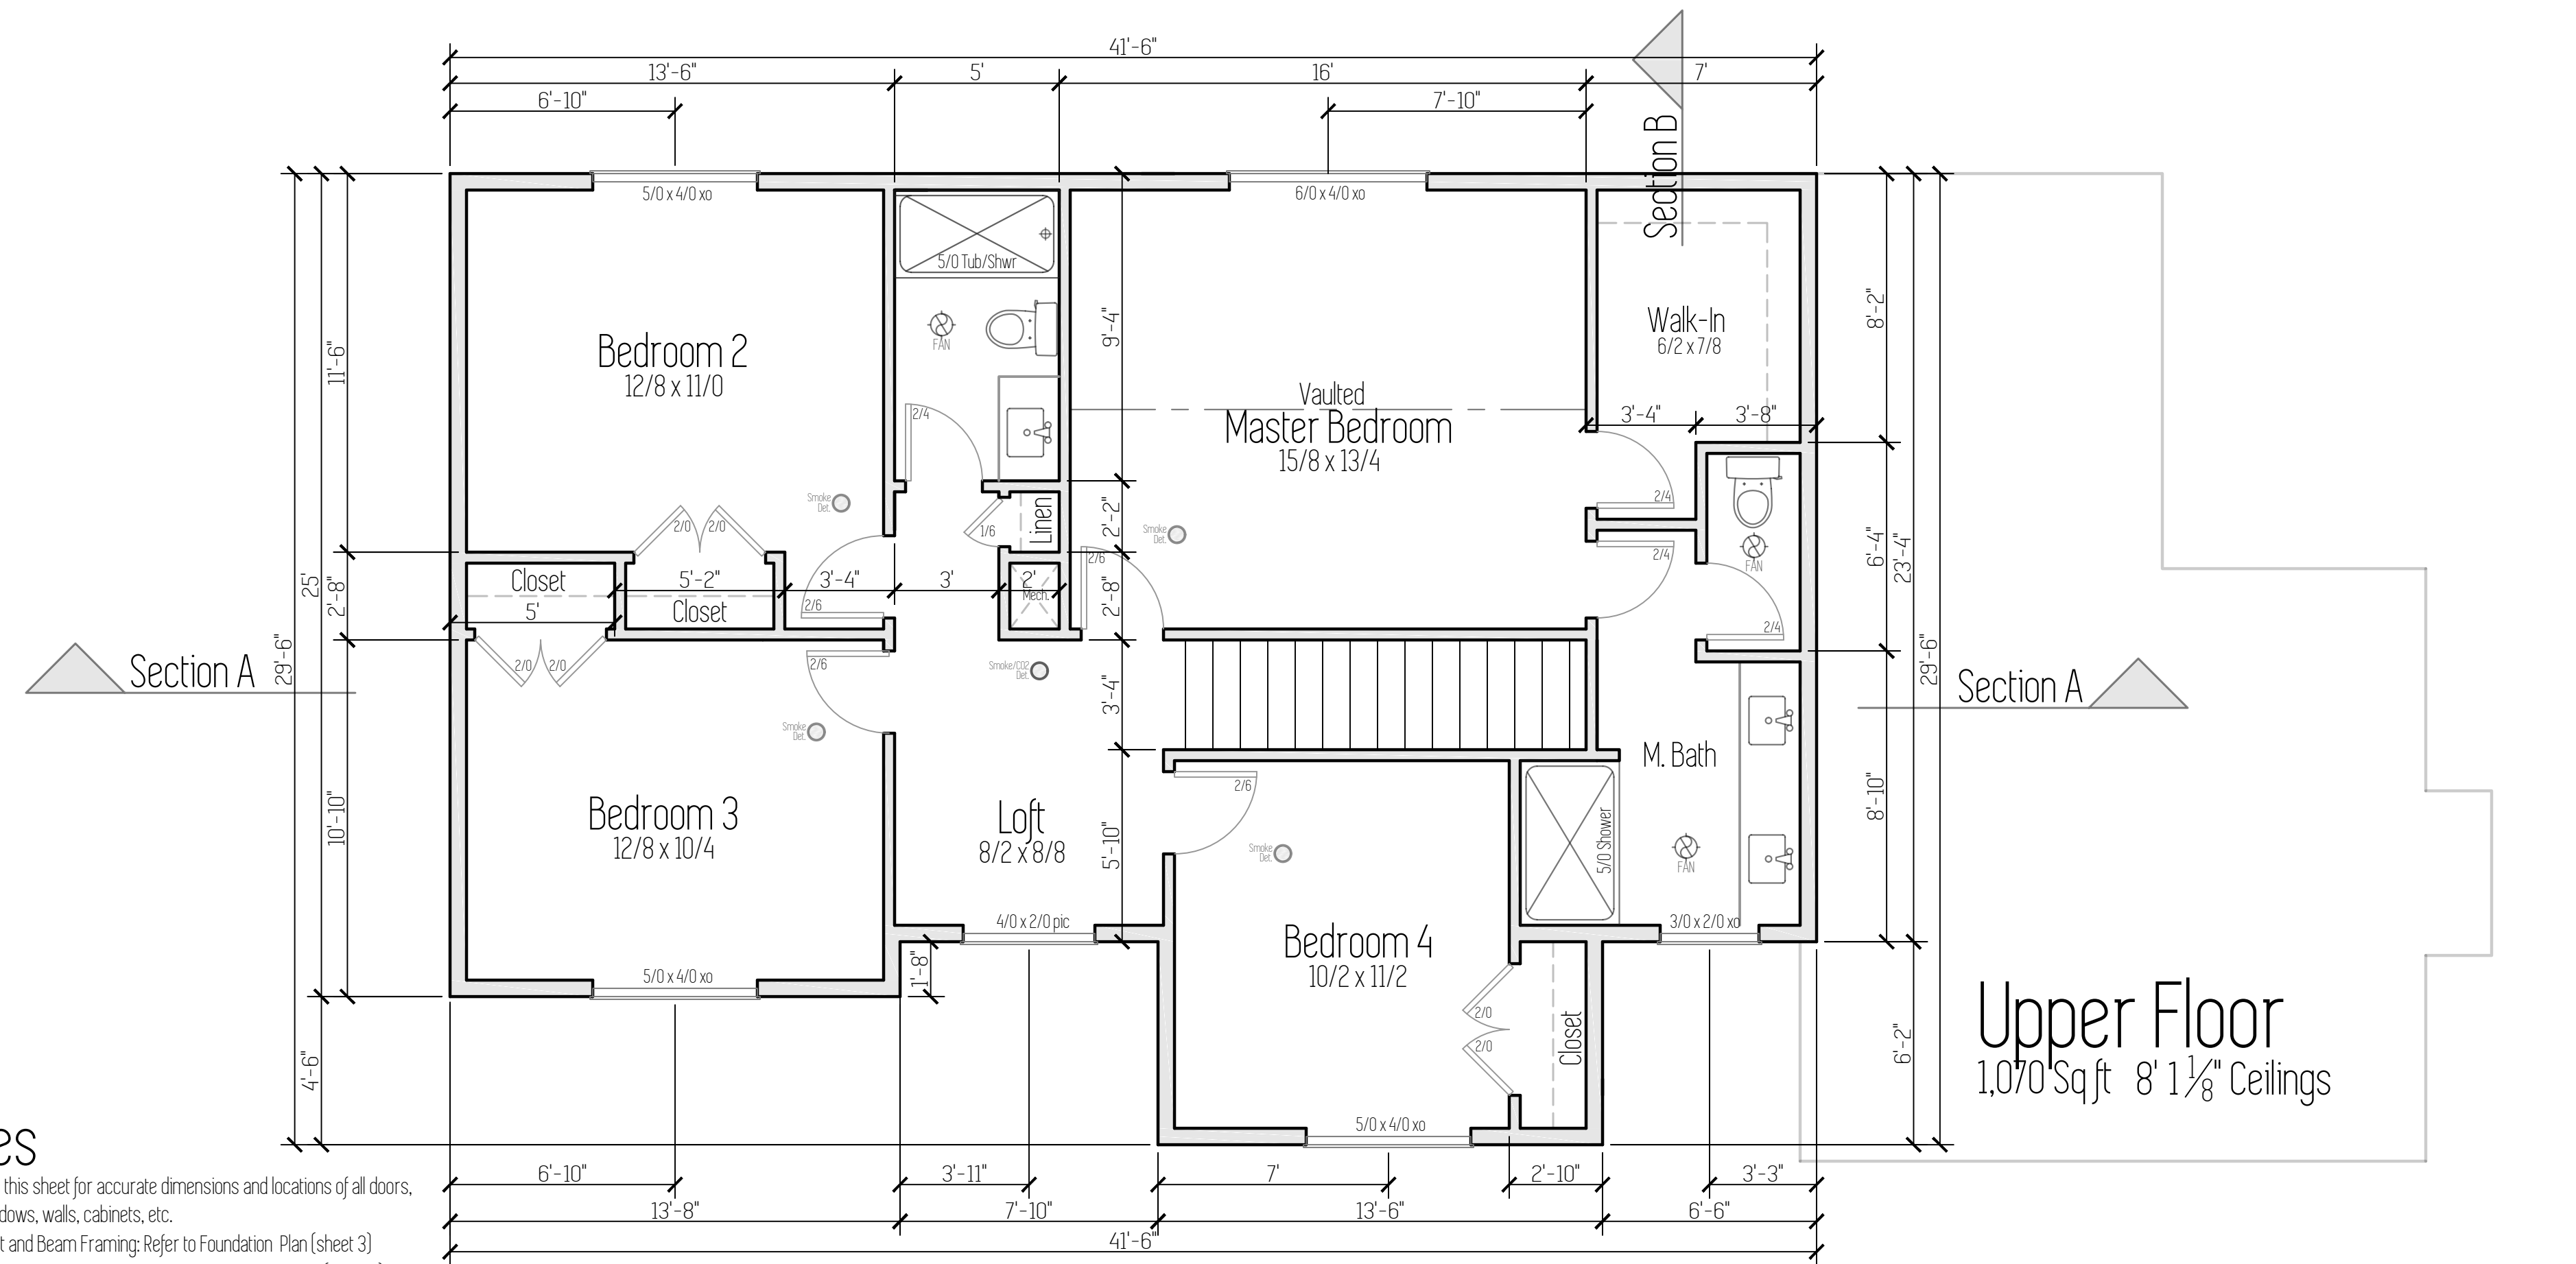 41'-6"
13'-6"
5'
16'
7'
6'-10"
7'-10"
Section B
5/0 x 4/0 xo
6/0 x 4/0 xo
5/0 Tub/Shwr
FAN
Bedroom 2
12/8 x 11/0
11'-6"
9'-4"
Walk-In
6/2 x 7/8
8'-2"
Vaulted
Master Bedroom
15/8 x 13/4
3'-4"
3'-8"
2/4
2/4
Smoke
Det.
Linen
1/6
2'-2"
Smoke
Det.
2/0
2/0
2/6
2/4
FAN
6'-4"
23'-4"
Closet
5'
5'-2"
Closet
3'-4"
3'
2'
Mech.
2'-8"
2'-8"
25'
2/6
2/4
29'-6"
29'-6"
Section A
Section A
2/0
2/0
2/6
Smoke/CO2
Det.
3'-4"
Smoke
Det.
M. Bath
2/6
8'-10"
Bedroom 3
12/8 x 10/4
10'-10"
Loft
8/2 x 8/8
5'-10"
Smoke
Det.
5/0 Shower
FAN
4/0 x 2/0 pic
3/0 x 2/0 xo
Bedroom 4
10/2 x 11/2
5/0 x 4/0 xo
1'-8"
2/0
2/0
Closet
6'-2"
4'-6"
Upper Floor
1,070 Sq ft 8' 1 1/8" Ceilings
5/0 x 4/0 xo
es
6'-10"
3'-11"
7'
2'-10"
3'-3"
this sheet for accurate dimensions and locations of all doors,
dows, walls, cabinets, etc.
13'-8"
7'-10"
13'-6"
6'-6"
t and Beam Framing: Refer to Foundation Plan (sheet 3)
41'-6"